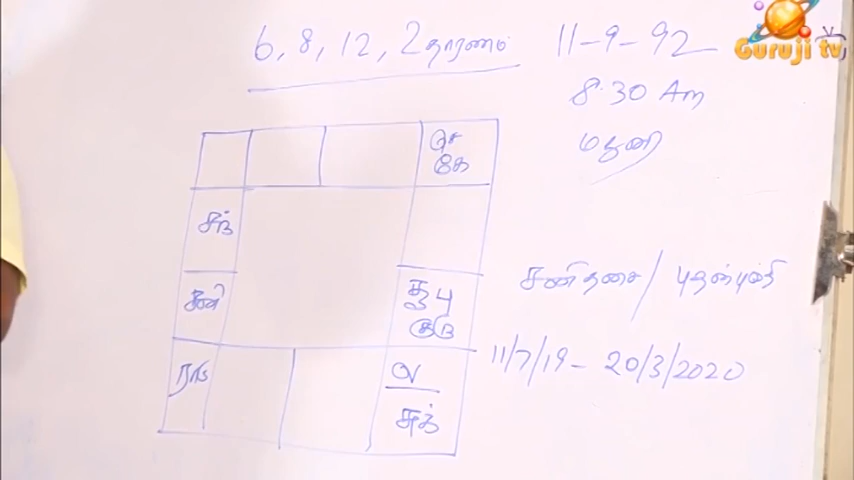 6, 8, 12, 2 தாரணம்
11-9-92
Guruji tv
8.30 Am
மதுரை
செ
கே
சந்
சனி
சூ பு
குரு
சனிதசை / புதன்புக்தி
11/7/19 - 20/3/2020
ரா
ல
சுக்